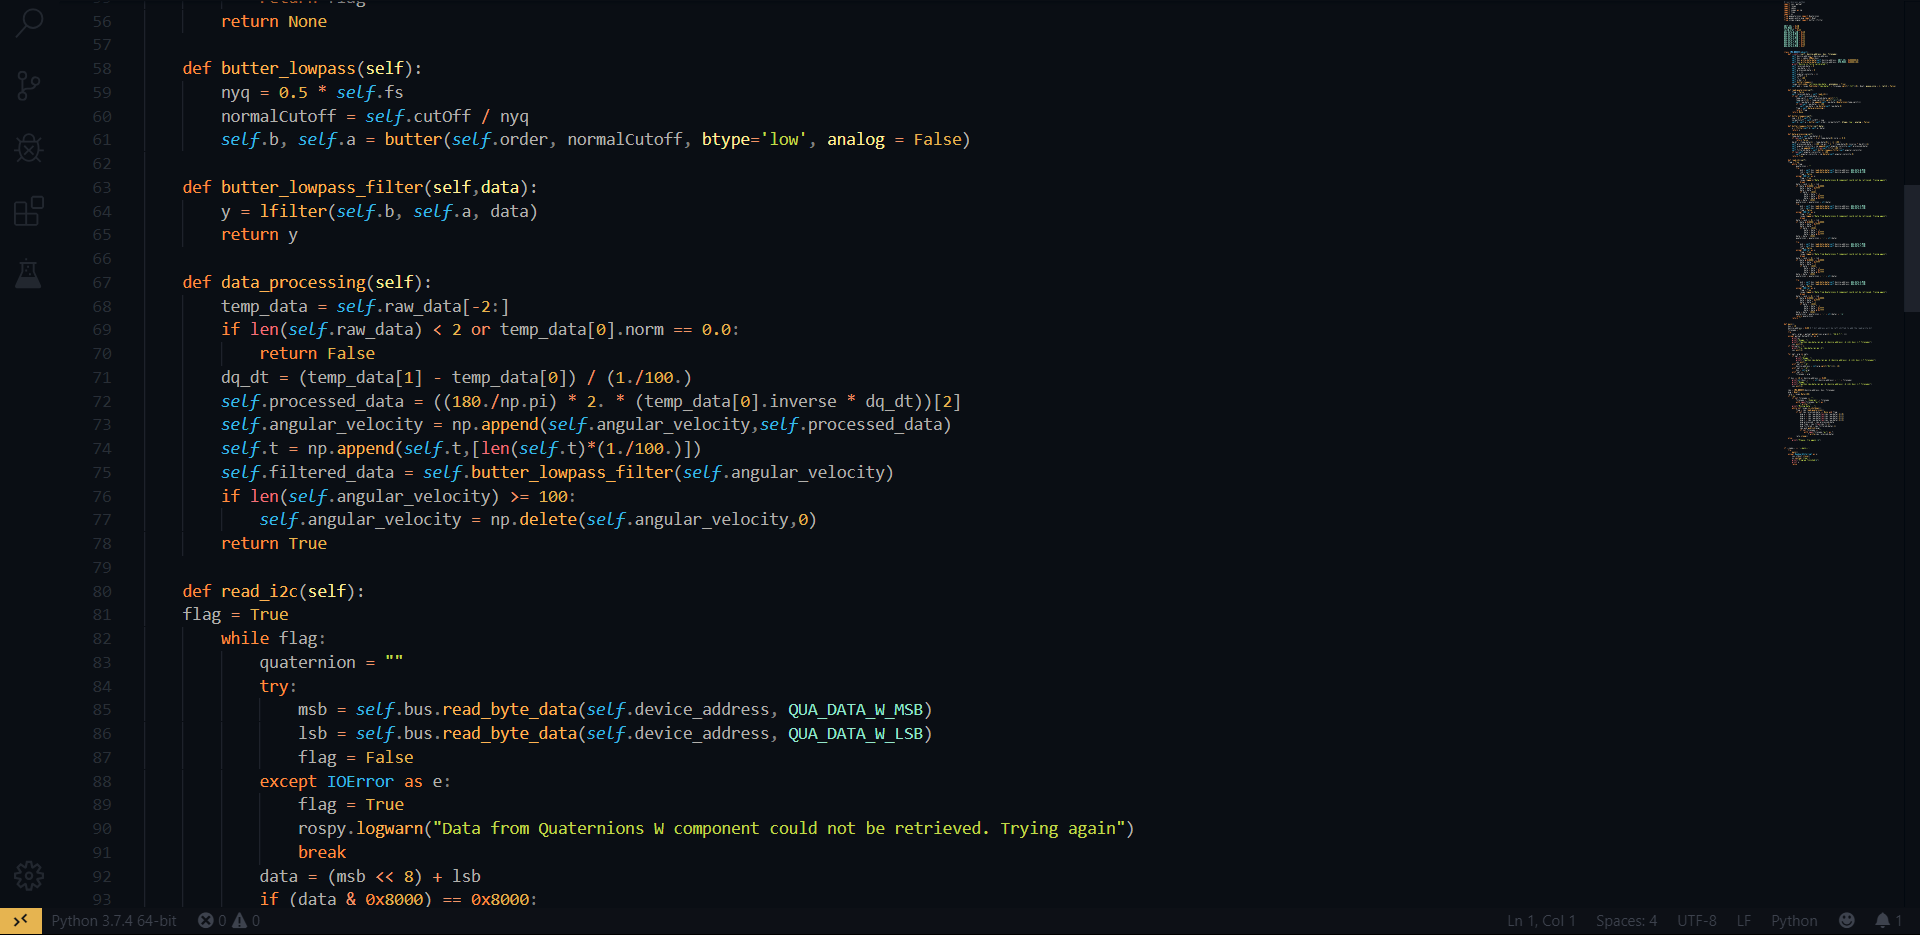 return flag
56 return None
57
58 def butter_lowpass(self):
59 nyq = 0.5 * self.fs
60 normalCutoff = self.cutOff / nyq
61 self.b, self.a = butter(self.order, normalCutoff, btype='low', analog = False)
62
63 def butter_lowpass_filter(self,data):
64 y = lfilter(self.b, self.a, data)
65 return y
66
67 def data_processing(self):
68 temp_data = self.raw_data[-2:]
69 if len(self.raw_data) < 2 or temp_data[0].norm == 0.0:
70 return False
71 dq_dt = (temp_data[1] - temp_data[0]) / (1./100.)
72 self.processed_data = ((180./np.pi) * 2. * (temp_data[0].inverse * dq_dt))[2]
73 self.angular_velocity = np.append(self.angular_velocity,self.processed_data)
74 self.t = np.append(self.t,[len(self.t)*(1./100.)])
75 self.filtered_data = self.butter_lowpass_filter(self.angular_velocity)
76 if len(self.angular_velocity) >= 100:
77 self.angular_velocity = np.delete(self.angular_velocity,0)
78 return True
79
80 def read_i2c(self):
81 flag = True
82 while flag:
83 quaternion = ""
84 try:
85 msb = self.bus.read_byte_data(self.device_address, QUA_DATA_W_MSB)
86 lsb = self.bus.read_byte_data(self.device_address, QUA_DATA_W_LSB)
87 flag = False
88 except IOError as e:
89 flag = True
90 rospy.logwarn("Data from Quaternions W component could not be retrieved. Trying again")
91 break
92 data = (msb << 8) + lsb
93 if (data & 0x8000) == 0x8000:
Python 3.7.4 64-bit 0 0 Ln 1, Col 1 Spaces: 4 UTF-8 LF Python 1